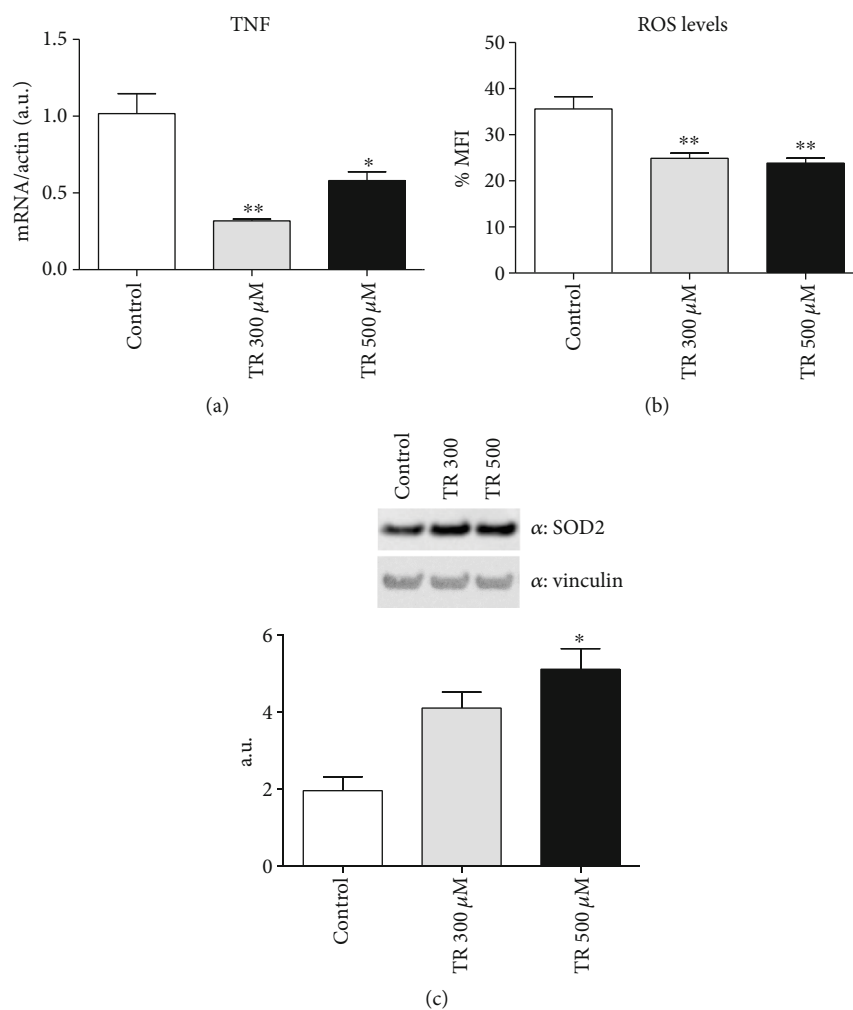 TNF
1.5
1.0
0.5
0.0
mRNA/actin (a.u.)
**
*
Control
TR 300 μM
TR 500 μM
(a)
ROS levels
50
40
30
20
10
0
% MFI
**
**
Control
TR 300 μM
TR 500 μM
(b)
Control
TR 300
TR 500
α: SOD2
α: vinculin
6
4
2
0
a.u.
*
Control
TR 300 μM
TR 500 μM
(c)